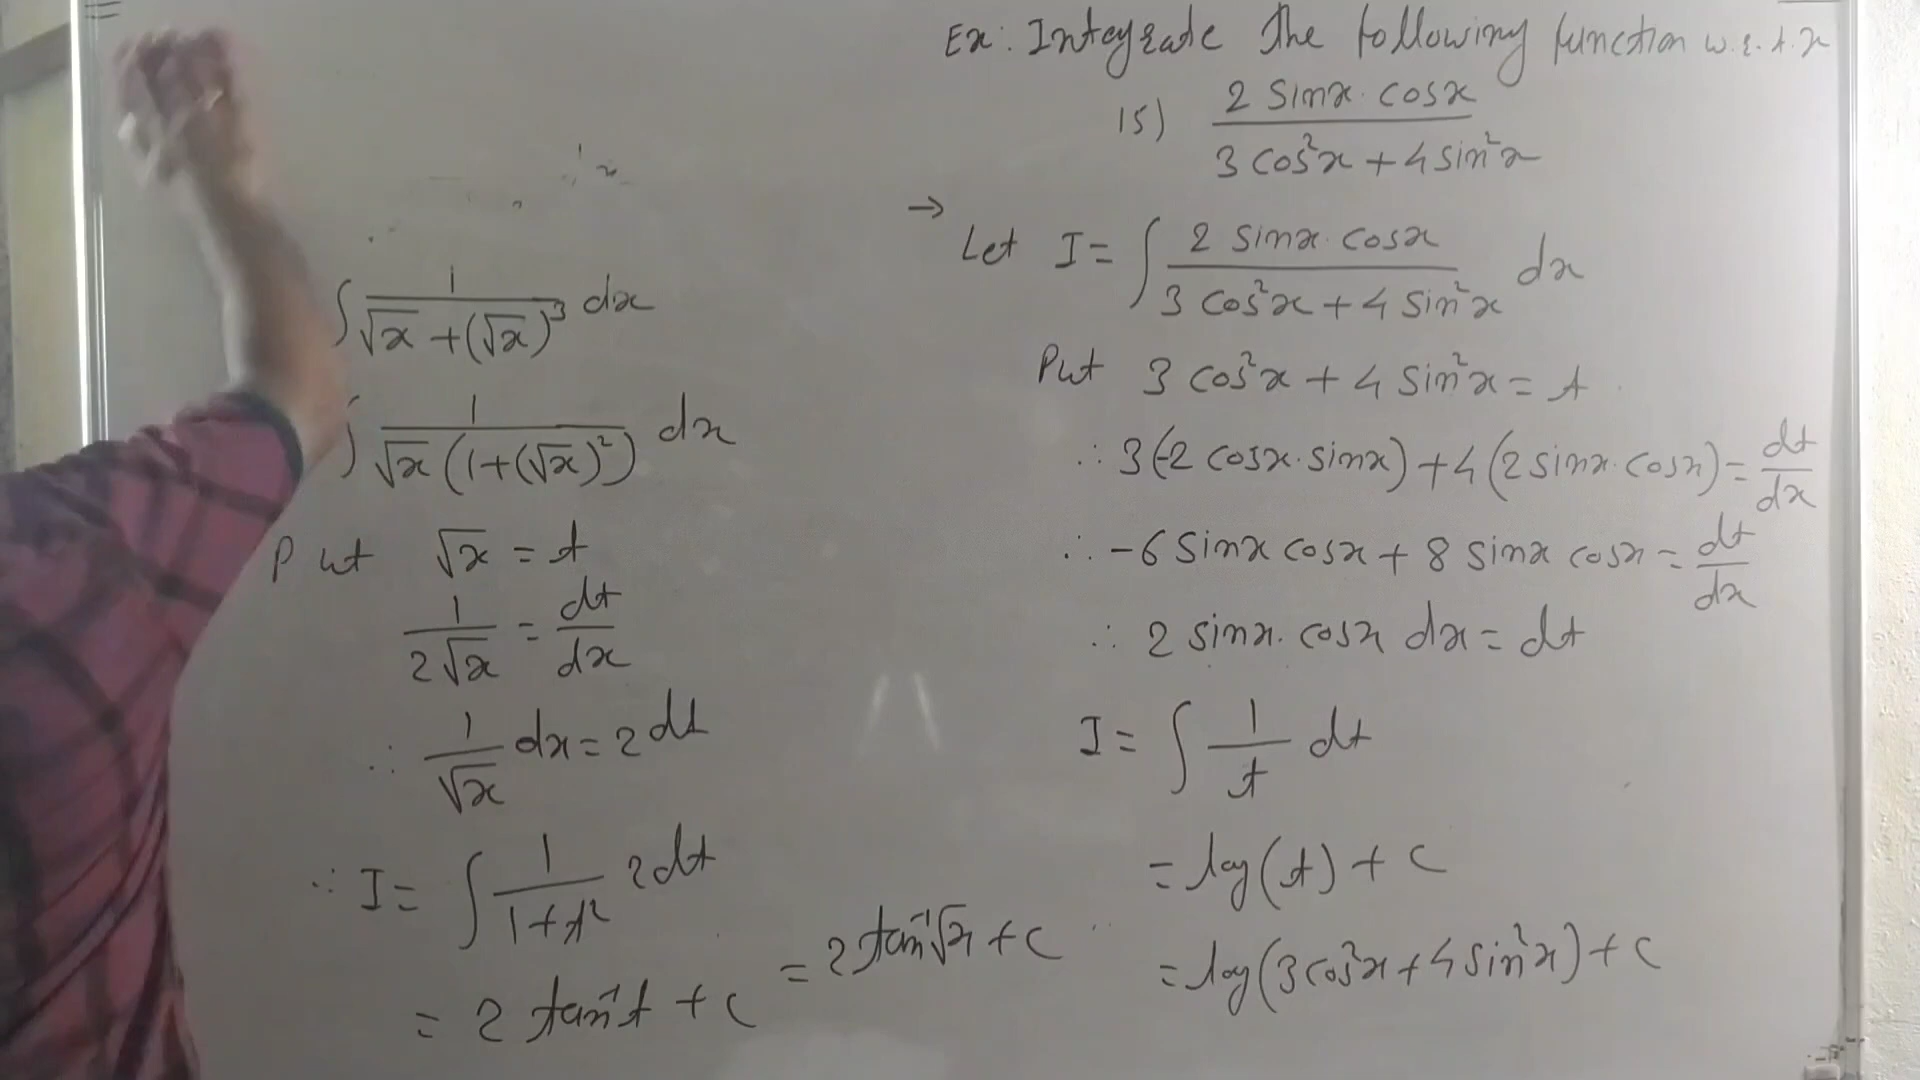 Ex: Integrate the following function w.r.t. x
15) 2 sinx·cosx / 3 cos²x + 4 sin²x
→ Let I = ∫ 2 sinx·cosx / 3 cos²x + 4 sin²x dx
Put 3 cos²x + 4 sin²x = t
∴ 3(-2 cosx·sinx) + 4(2 sinx·cosx) = dt/dx
∴ -6 sinx cosx + 8 sinx cosx = dt/dx
∴ 2 sinx·cosx dx = dt
I = ∫ 1/t dt
= log(t) + c
= log(3cos²x + 4sin²x) + c
∫ 1 / √x + (√x)³ dx
∫ 1 / √x (1+(√x)²) dx
Put √x = t
1/2√x = dt/dx
∴ 1/√x dx = 2dt
∵ I = ∫ 1/1+t² 2dt
= 2 tan⁻¹t + c
= 2 tan⁻¹√x + c